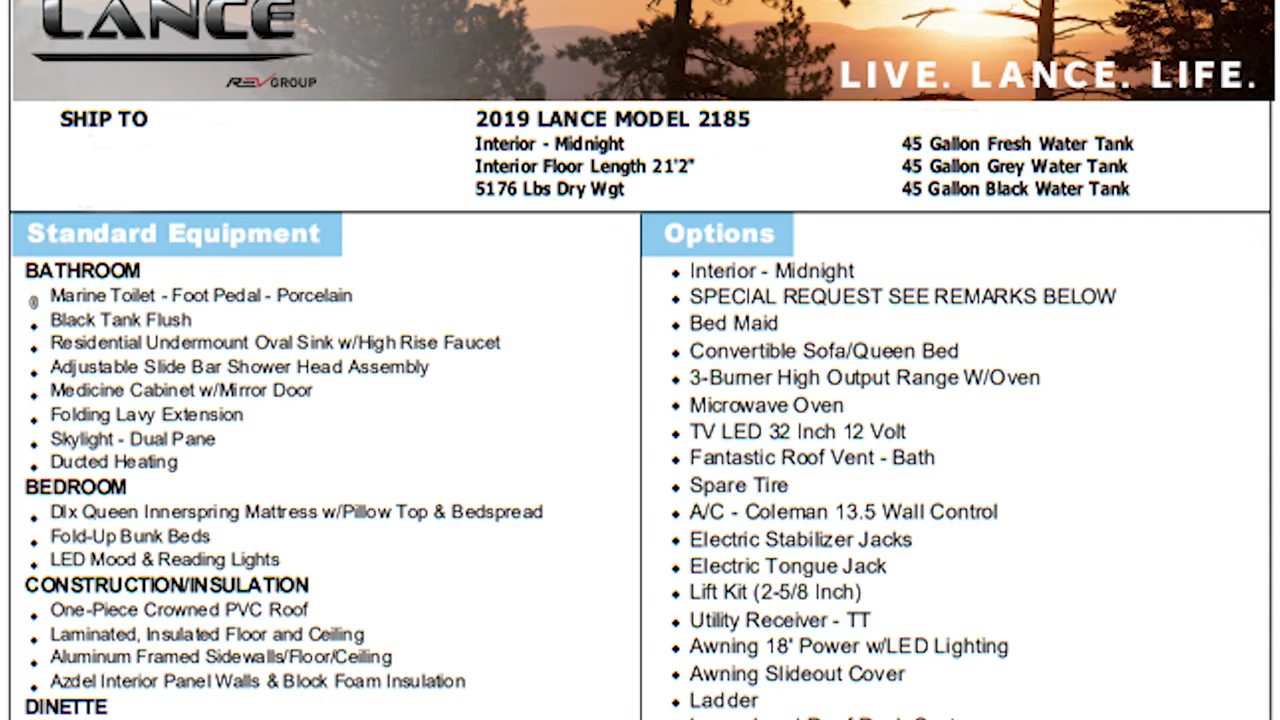 LANCE
REV GROUP
LIVE. LANCE. LIFE.
SHIP TO
2019 LANCE MODEL 2185
Interior - Midnight
Interior Floor Length 21'2"
5176 Lbs Dry Wgt
45 Gallon Fresh Water Tank
45 Gallon Grey Water Tank
45 Gallon Black Water Tank
Standard Equipment
BATHROOM
Marine Toilet - Foot Pedal - Porcelain
Black Tank Flush
Residential Undermount Oval Sink w/High Rise Faucet
Adjustable Slide Bar Shower Head Assembly
Medicine Cabinet w/Mirror Door
Folding Lavy Extension
Skylight - Dual Pane
Ducted Heating
BEDROOM
Dlx Queen Innerspring Mattress w/Pillow Top & Bedspread
Fold-Up Bunk Beds
LED Mood & Reading Lights
CONSTRUCTION/INSULATION
One-Piece Crowned PVC Roof
Laminated, Insulated Floor and Ceiling
Aluminum Framed Sidewalls/Floor/Ceiling
Azdel Interior Panel Walls & Block Foam Insulation
DINETTE
Options
Interior - Midnight
SPECIAL REQUEST SEE REMARKS BELOW
Bed Maid
Convertible Sofa/Queen Bed
3-Burner High Output Range W/Oven
Microwave Oven
TV LED 32 Inch 12 Volt
Fantastic Roof Vent - Bath
Spare Tire
A/C - Coleman 13.5 Wall Control
Electric Stabilizer Jacks
Electric Tongue Jack
Lift Kit (2-5/8 Inch)
Utility Receiver - TT
Awning 18' Power w/LED Lighting
Awning Slideout Cover
Ladder